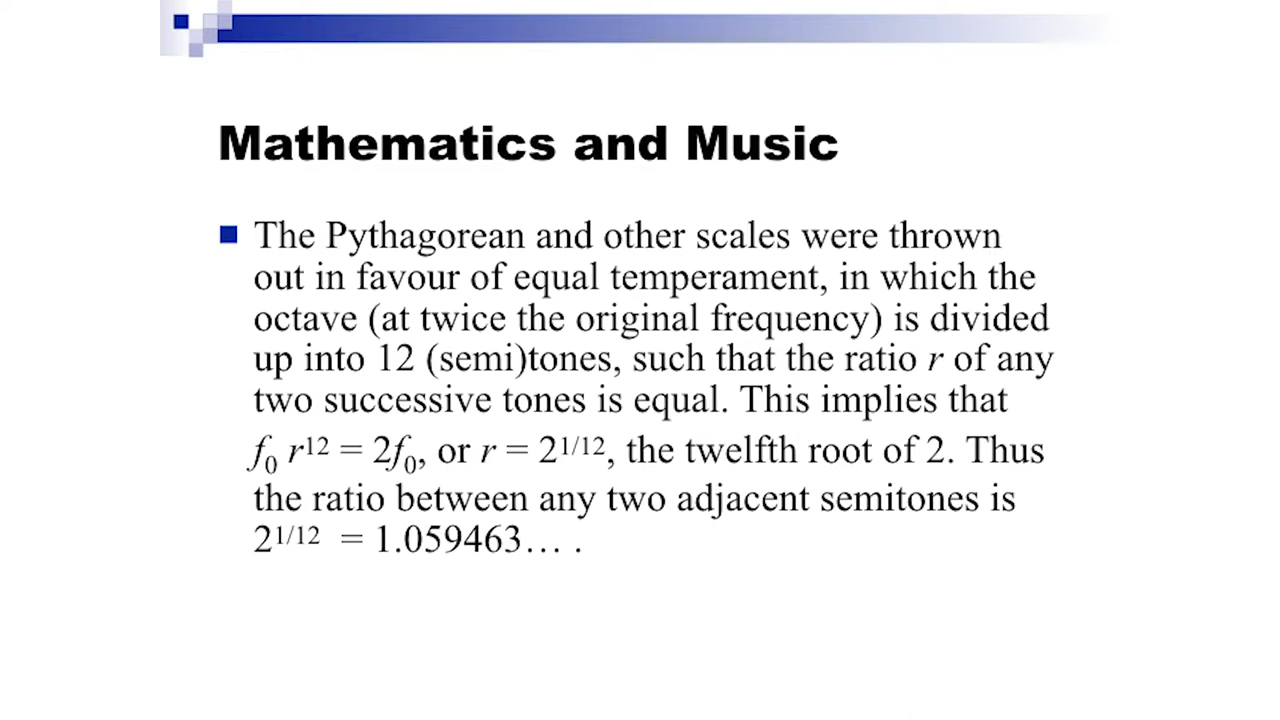 Mathematics and Music
The Pythagorean and other scales were thrown
out in favour of equal temperament, in which the
octave (at twice the original frequency) is divided
up into 12 (semi)tones, such that the ratio r of any
two successive tones is equal. This implies that
f₀ r¹² = 2f₀, or r = 2¹/¹², the twelfth root of 2. Thus
the ratio between any two adjacent semitones is
2¹/¹² = 1.059463… .